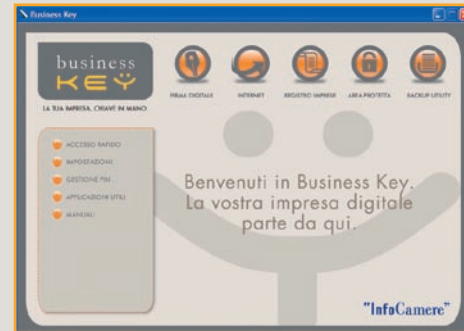 Business Key
business
KEY
LA TUA IMPRESA, CHIAVE IN MANO
FIRMA DIGITALE
INTERNET
REGISTRO IMPRESE
AREA PROTETTA
BACKUP UTILITY
ACCESSO RAPIDO
IMPOSTAZIONI
GESTIONE PIN
APPLICAZIONI UTILI
MANUALI
Benvenuti in Business Key.
La vostra impresa digitale
parte da qui.
"InfoCamere"